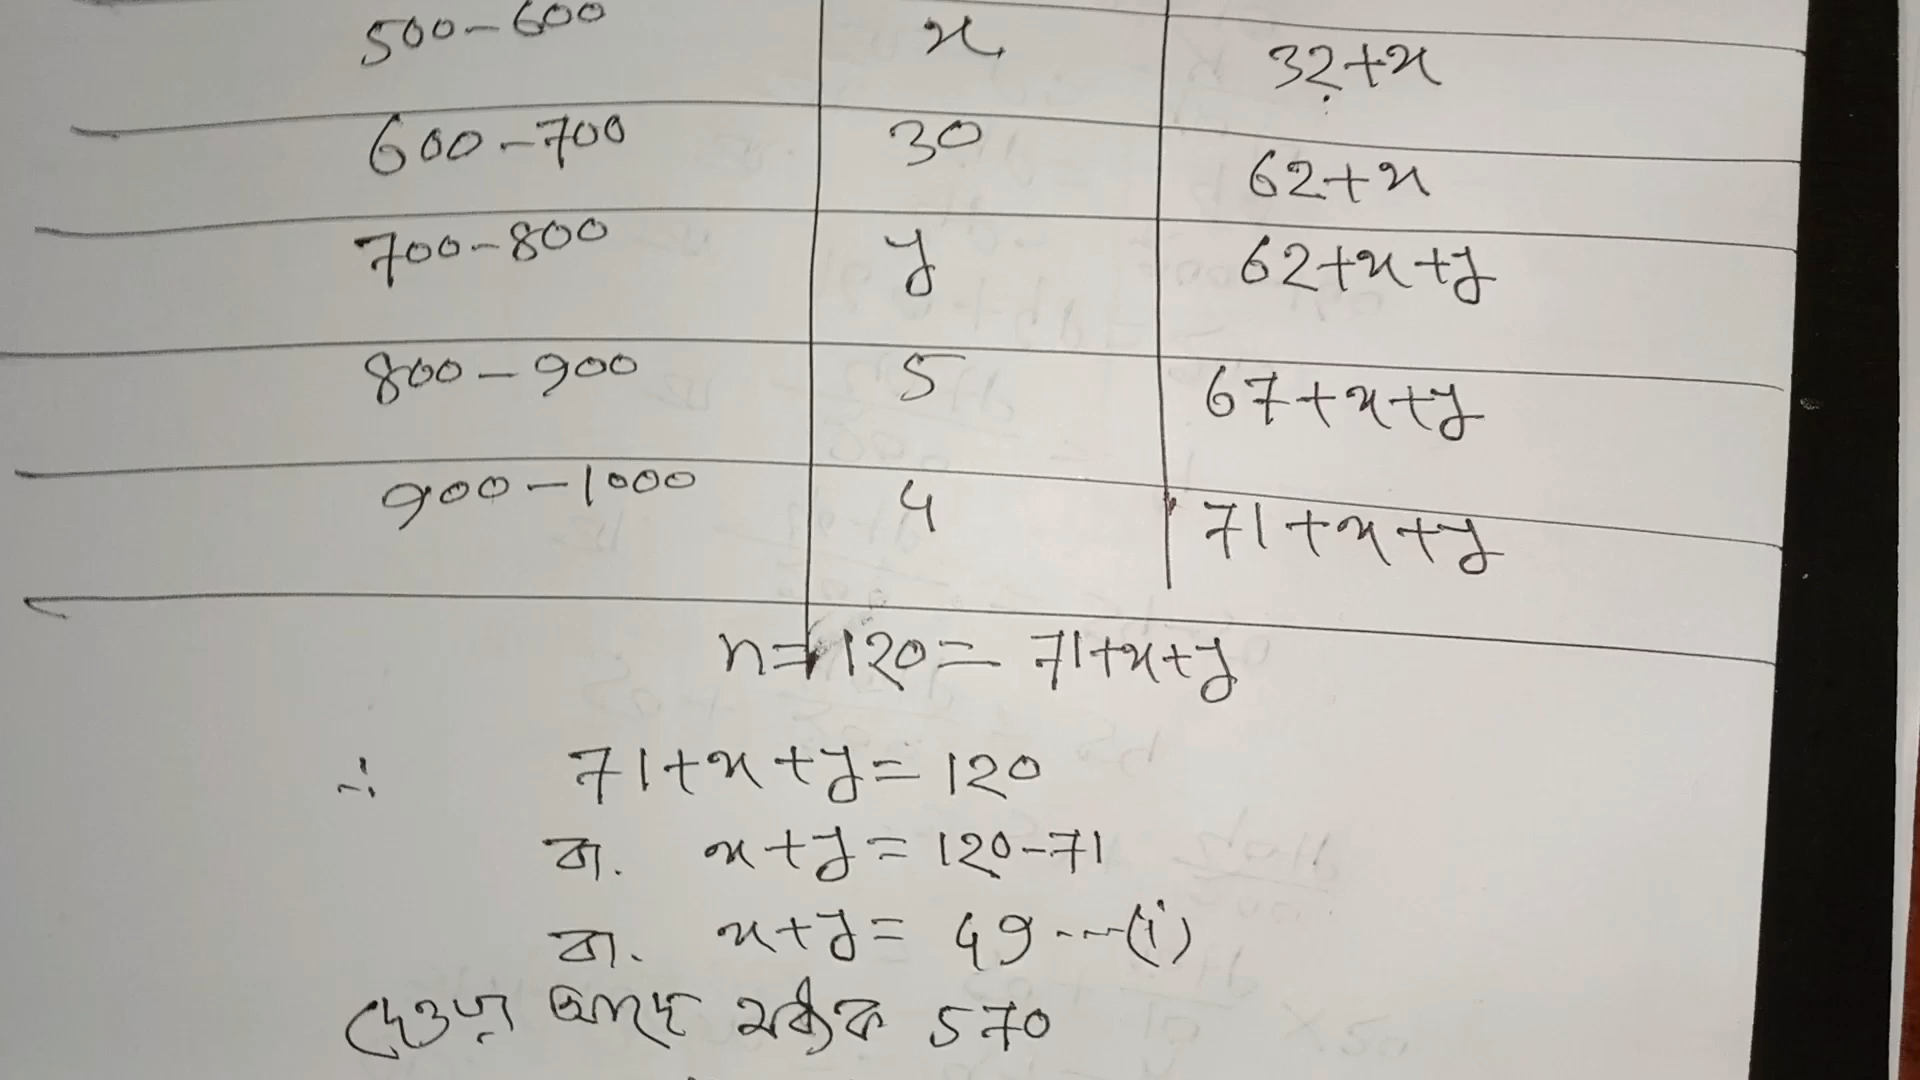 500-600 x 32+x
600-700 30 62+x
700-800 y 62+x+y
800-900 5 67+x+y
900-1000 4 71+x+y
n=120= 71+x+y
∴ 71+x+y= 120
বা. x+y= 120-71
বা. x+y= 49 ---(i)
দেওয়া আছে মধ্যক 570